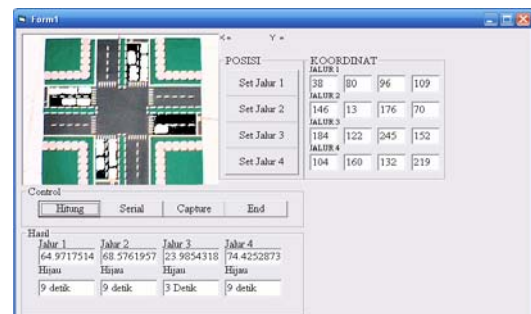 Form1
X = Y =
POSISI KOORDINAT
JALUR 1
Set Jalur 1 38 80 96 109
JALUR 2
Set Jalur 2 146 13 176 70
JALUR 3
Set Jalur 3 184 122 245 152
JALUR 4
Set Jalur 4 104 160 132 219
Control
Hitung Serial Capture End
Hasil
Jalur 1 Jalur 2 Jalur 3 Jalur 4
64.9717514 68.5761957 23.9854318 74.4252873
Hijau Hijau Hijau Hijau
9 detik 9 detik 3 Detik 9 detik